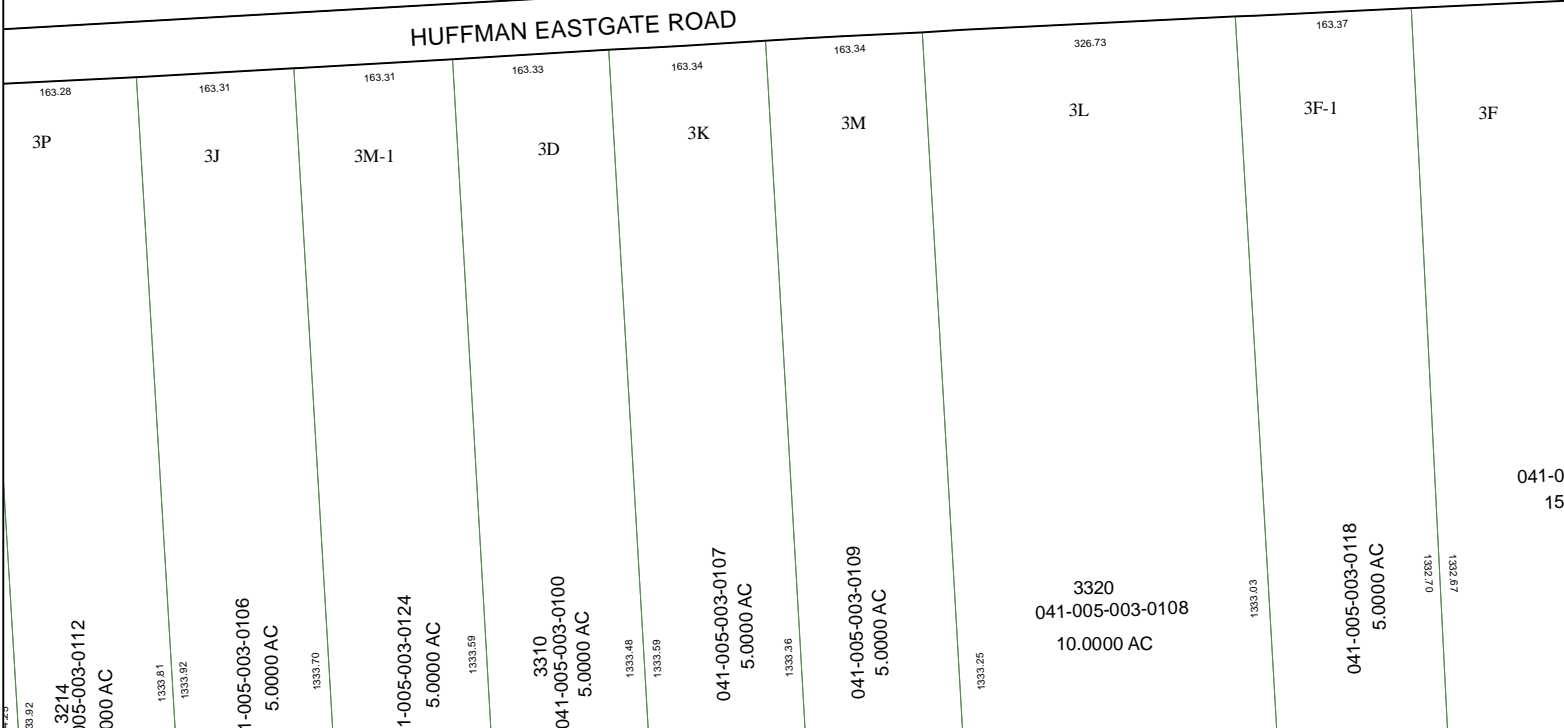 HUFFMAN EASTGATE ROAD
163.28
163.31
163.31
163.33
163.34
163.34
326.73
163.37
3P
3J
3M-1
3D
3K
3M
3L
3F-1
3F
33.92
3214
005-003-0112
000 AC
1333.81
1333.92
1-005-003-0106
5.0000 AC
1333.70
1-005-003-0124
5.0000 AC
1333.59
3310
041-005-003-0100
5.0000 AC
1333.48
1333.59
041-005-003-0107
5.0000 AC
1333.36
041-005-003-0109
5.0000 AC
1333.25
3320
041-005-003-0108
10.0000 AC
1333.03
041-005-003-0118
5.0000 AC
1332.70
1332.67
041-0
15